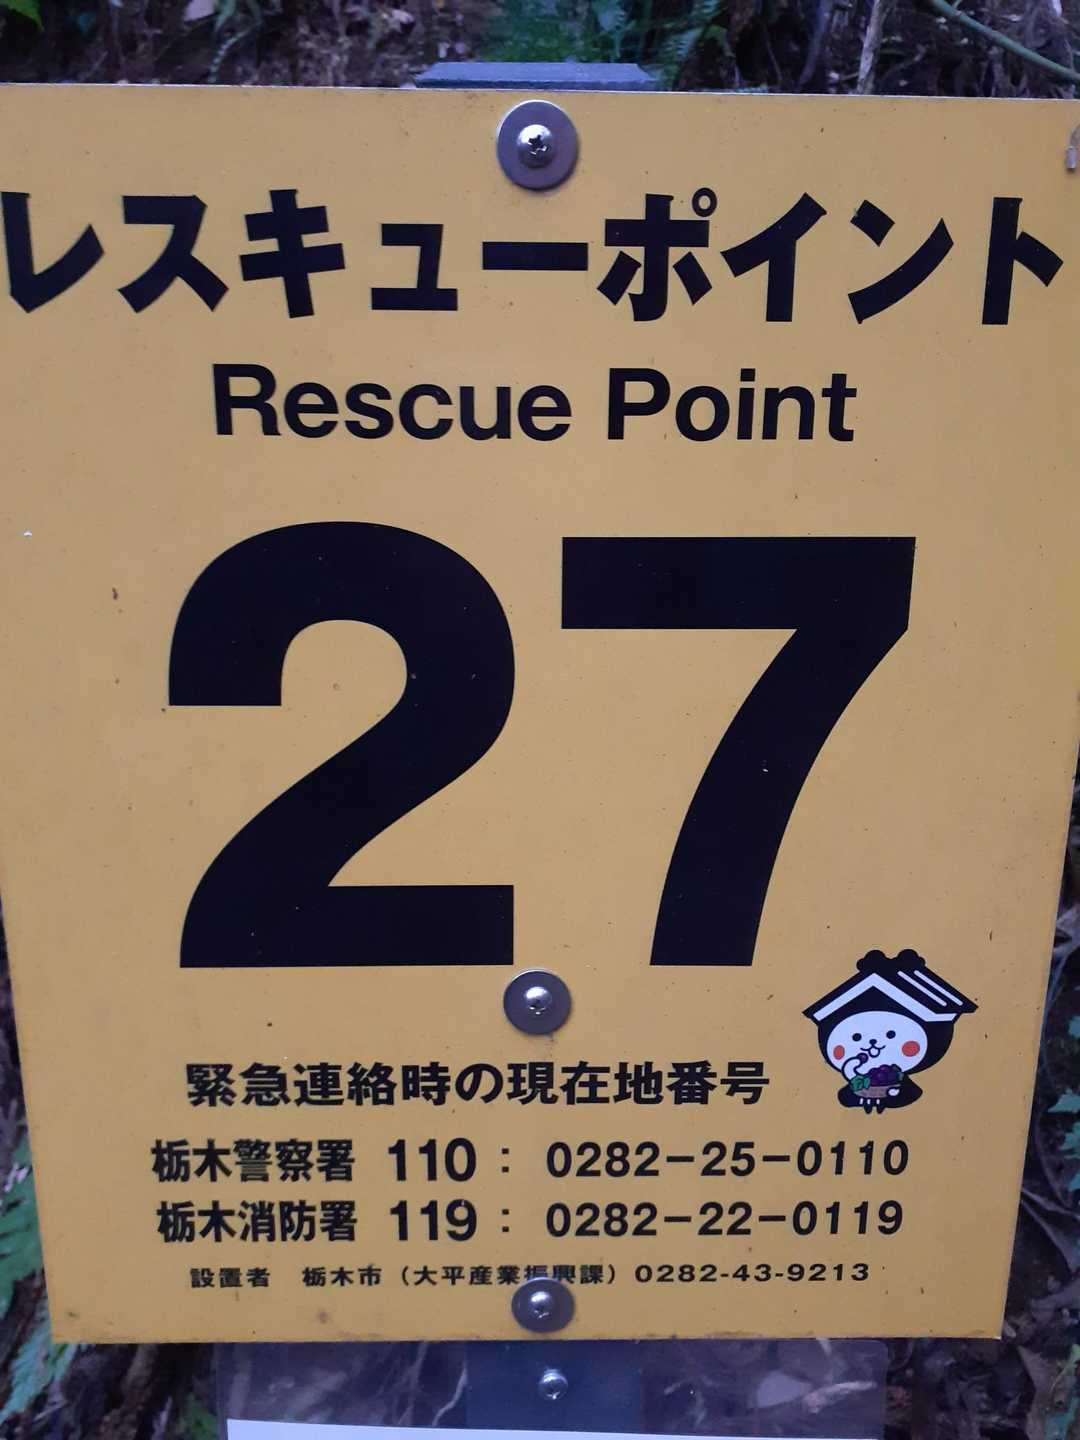 レスキューポイント
Rescue Point
27
緊急連絡時の現在地番号
栃木警察署 110： 0282－25－0110
栃木消防署 119： 0282－22－0119
設置者 栃木市（大平産業振興課）0282-43-9213